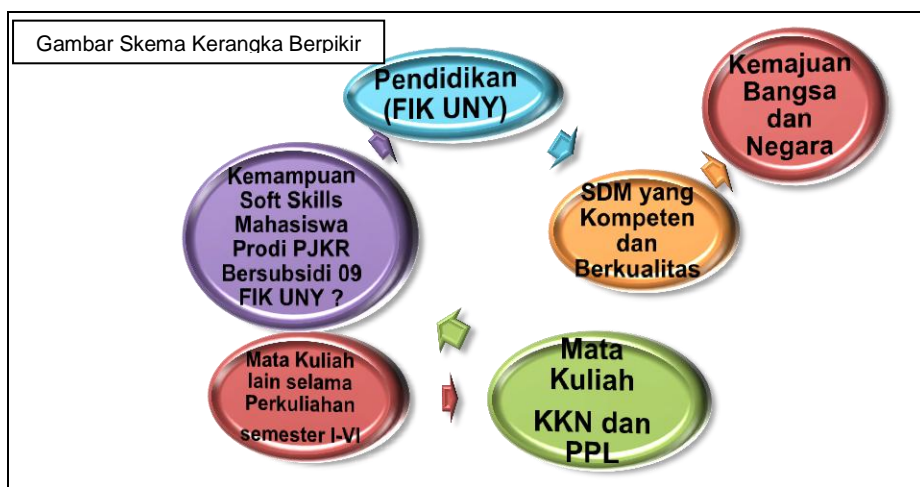 Gambar Skema Kerangka Berpikir
Pendidikan
(FIK UNY)
Kemajuan
Bangsa
dan
Negara
Kemampuan
Soft Skills
Mahasiswa
Prodi PJKR
Bersubsidi 09
FIK UNY ?
SDM yang
Kompeten
dan
Berkualitas
Mata Kuliah
lain selama
Perkuliahan
semester I-VI
Mata
Kuliah
KKN dan
PPL